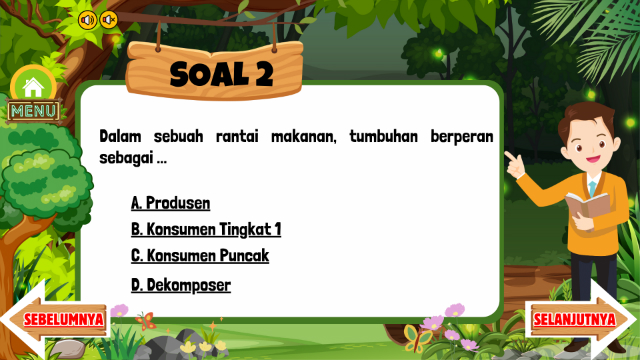 SOAL 2
MENU
Dalam sebuah rantai makanan, tumbuhan berperan
sebagai ...
A. Produsen
B. Konsumen Tingkat 1
C. Konsumen Puncak
D. Dekomposer
SEBELUMNYA
SELANJUTNYA